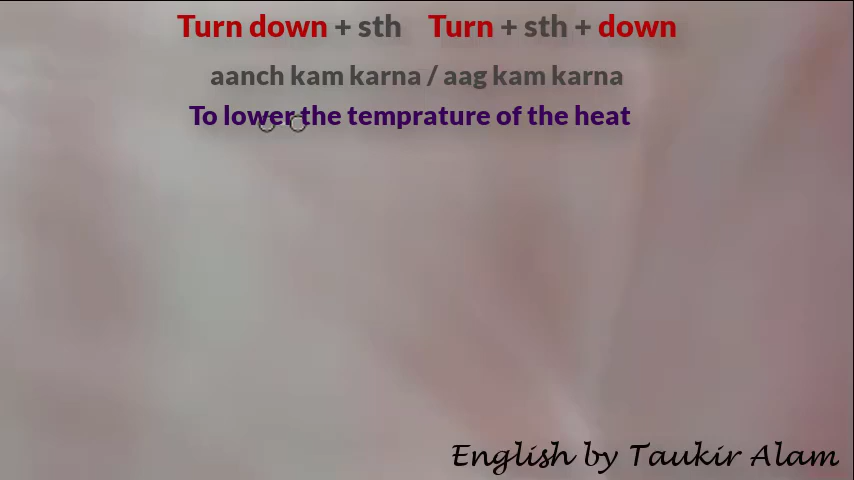 Turn down + sth Turn + sth + down
aanch kam karna / aag kam karna
To lower the temprature of the heat
English by Taukir Alam